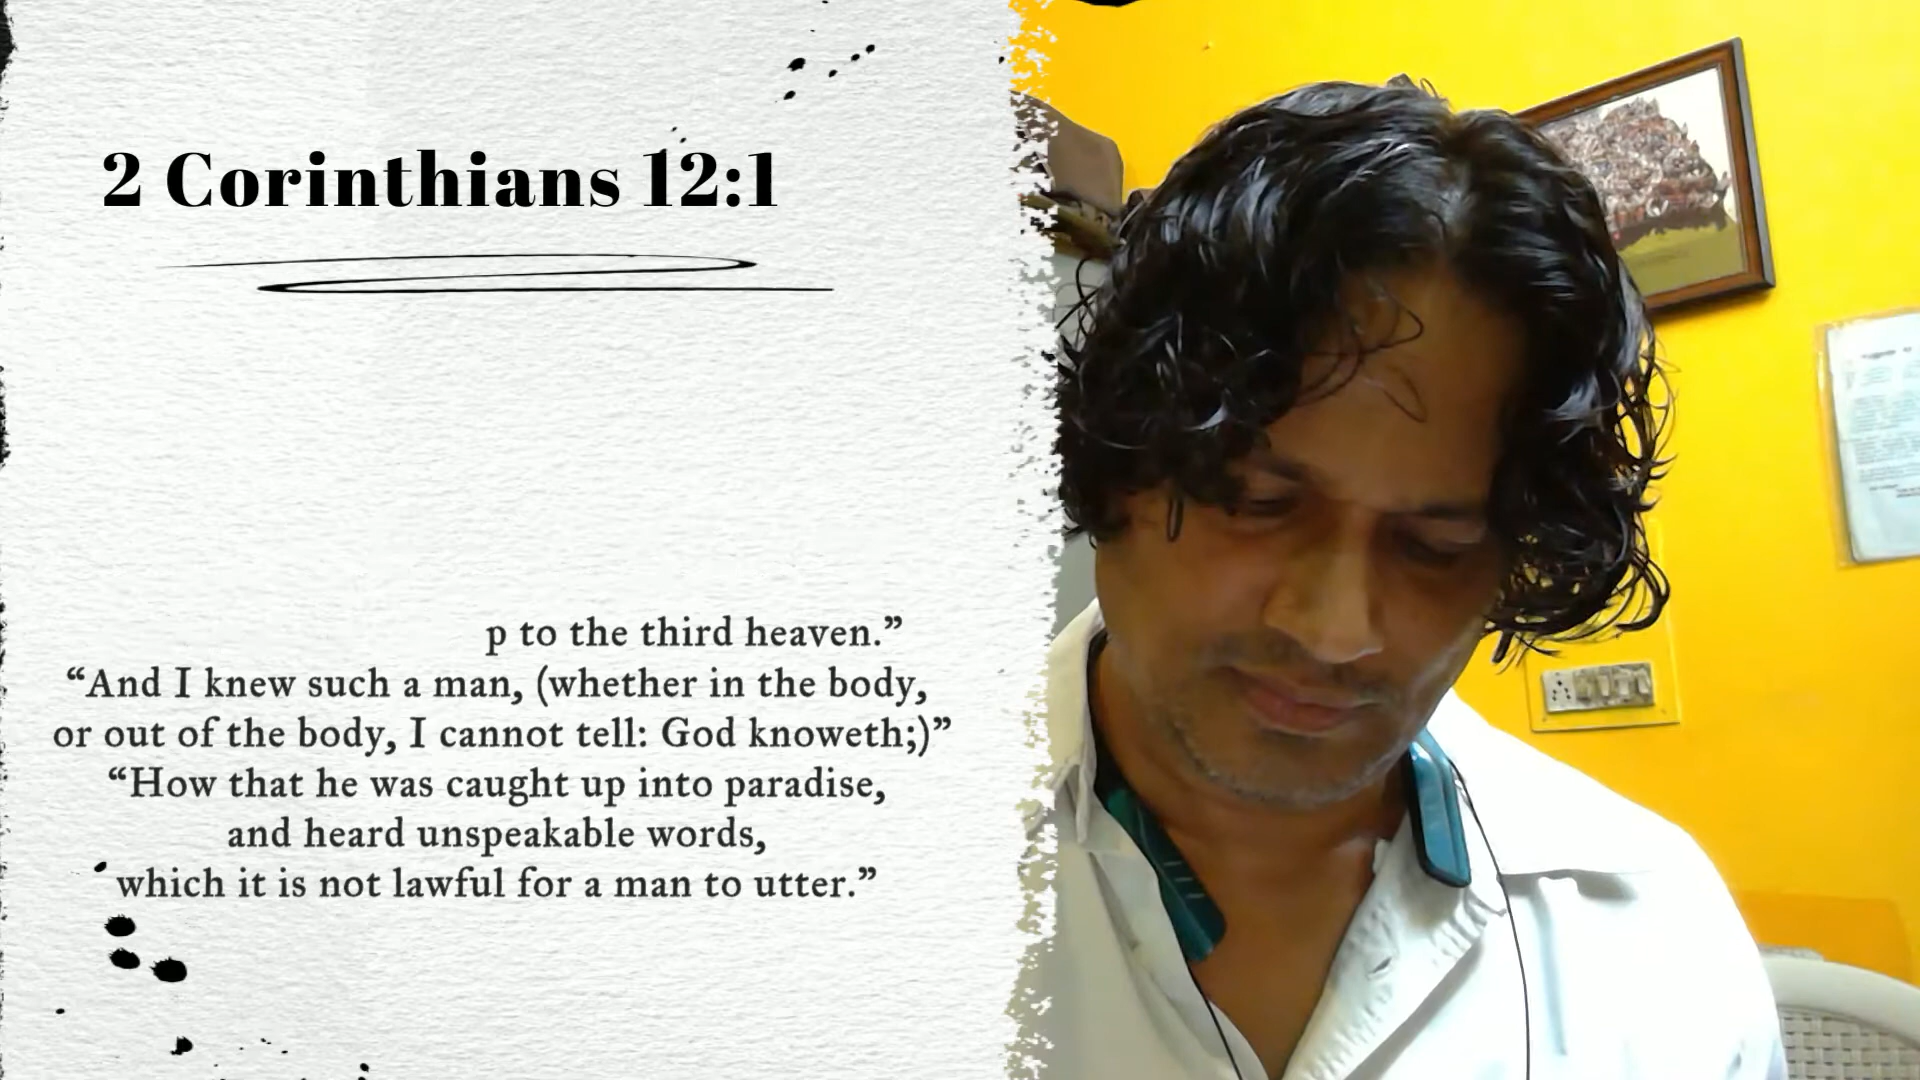 2 Corinthians 12:1
p to the third heaven.”
“And I knew such a man, (whether in the body,
or out of the body, I cannot tell: God knoweth;)”
“How that he was caught up into paradise,
and heard unspeakable words,
which it is not lawful for a man to utter.”